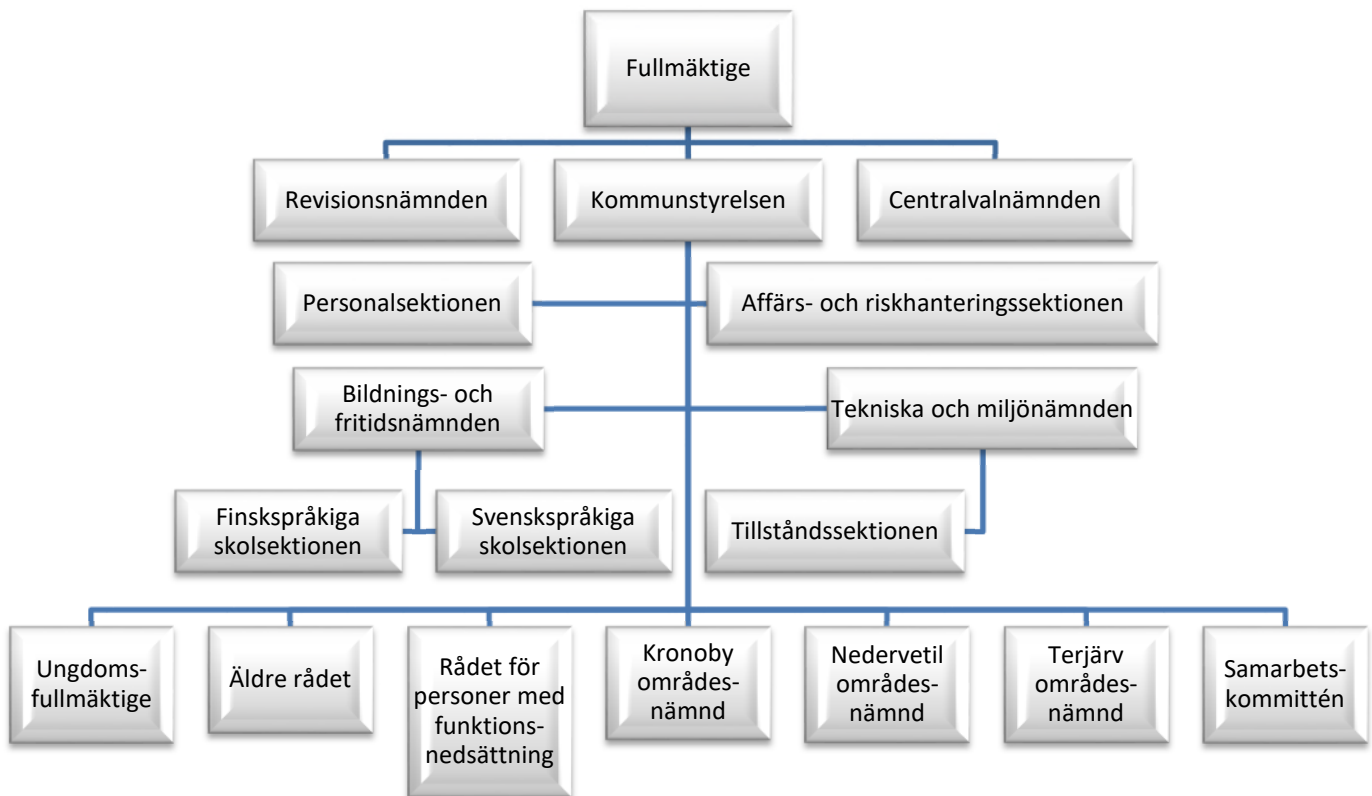 Fullmäktige
Revisionsnämnden
Kommunstyrelsen
Centralvalnämnden
Personalsektionen
Affärs- och riskhanteringssektionen
Bildnings- och
fritidsnämnden
Tekniska och miljönämnden
Finskspråkiga
skolsektionen
Svenskspråkiga
skolsektionen
Tillståndssektionen
Ungdoms-
fullmäktige
Äldre rådet
Rådet för
personer med
funktions-
nedsättning
Kronoby
områdes-
nämnd
Nedervetil
områdes-
nämnd
Terjärv
områdes-
nämnd
Samarbets-
kommittén